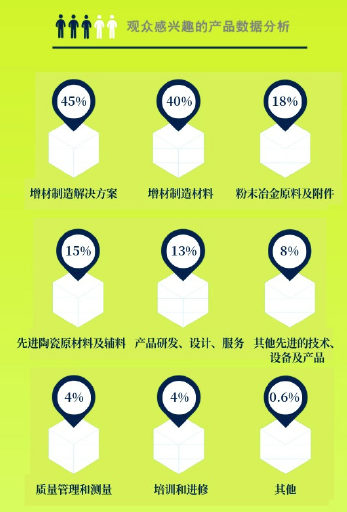 观众感兴趣的产品数据分析
45% 40% 18%
增材制造解决方案 增材制造材料 粉末冶金原料及附件
15% 13% 8%
先进陶瓷原材料及辅料 产品研发、设计、服务 其他先进的技术、
设备及产品
4% 4% 0.6%
质量管理和测量 培训和进修 其他